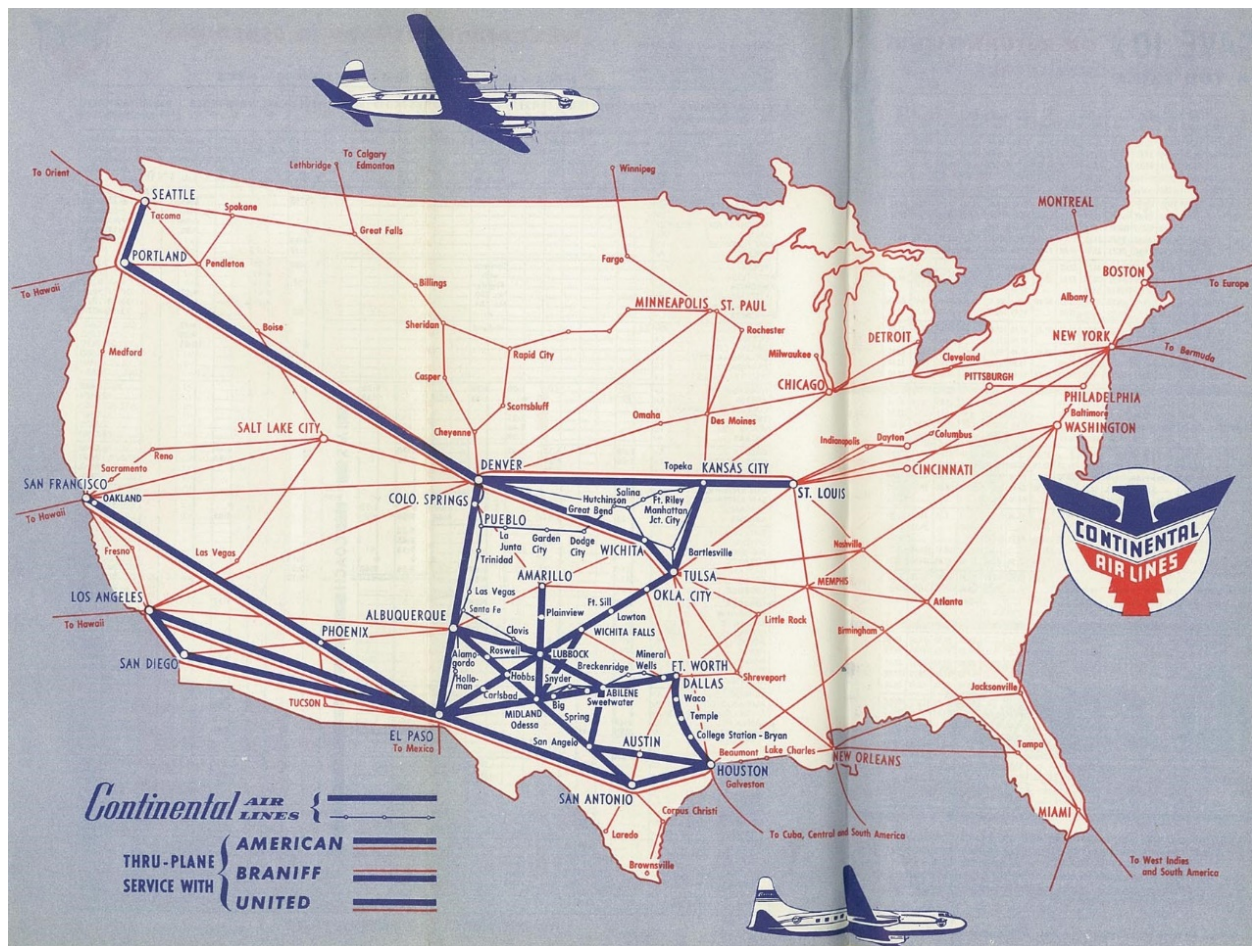 To Orient
SEATTLE
Tacoma
Spokane
Lethbridge
To Calgary
Edmonton
Winnipeg
Great Falls
PORTLAND
Pendleton
To Hawaii
Fargo
Billings
MONTREAL
BOSTON
To Europe
Albany
Boise
Sheridan
MINNEAPOLIS
ST. PAUL
Rochester
NEW YORK
To Bermuda
DETROIT
Cleveland
Medford
Rapid City
Milwaukee
Casper
CHICAGO
PITTSBURGH
PHILADELPHIA
Baltimore
WASHINGTON
Scottsbluff
Omaha
Des Moines
Cheyenne
SALT LAKE CITY
Reno
Sacramento
Indianapolis
Dayton
Columbus
CINCINNATI
DENVER
Topeka
KANSAS CITY
ST. LOUIS
SAN FRANCISCO
OAKLAND
To Hawaii
COLO. SPRINGS
Salina
Hutchinson
Great Bend
Ft. Riley
Manhattan
Jct. City
PUEBLO
La
Junta
Garden
City
Dodge
City
WICHITA
Bartlesville
Trinidad
Fresno
Las Vegas
Nashville
CONTINENTAL
AIR LINES
AMARILLO
TULSA
OKLA. CITY
MEMPHIS
Atlanta
LOS ANGELES
To Hawaii
Las Vegas
Santa Fe
ALBUQUERQUE
Plainview
Ft. Sill
Lawton
WICHITA FALLS
Little Rock
Birmingham
PHOENIX
Clovis
SAN DIEGO
Alamo-
gordo
Roswell
LUBBOCK
Mineral
Wells
Breckenridge
FT. WORTH
DALLAS
Shreveport
Hollo-
man
Hobbs
Snyder
Carlsbad
ABILENE
Sweetwater
Big
Spring
Waco
Jacksonville
TUCSON
MIDLAND
Odessa
Temple
EL PASO
To Mexico
San Angelo
AUSTIN
College Station - Bryan
Beaumont
Lake Charles
NEW ORLEANS
Tampa
HOUSTON
Galveston
SAN ANTONIO
Corpus Christi
MIAMI
Laredo
To Cuba, Central and South America
Brownsville
To West Indies
and South America
Continental AIR
LINES
THRU-PLANE
SERVICE WITH
AMERICAN
BRANIFF
UNITED